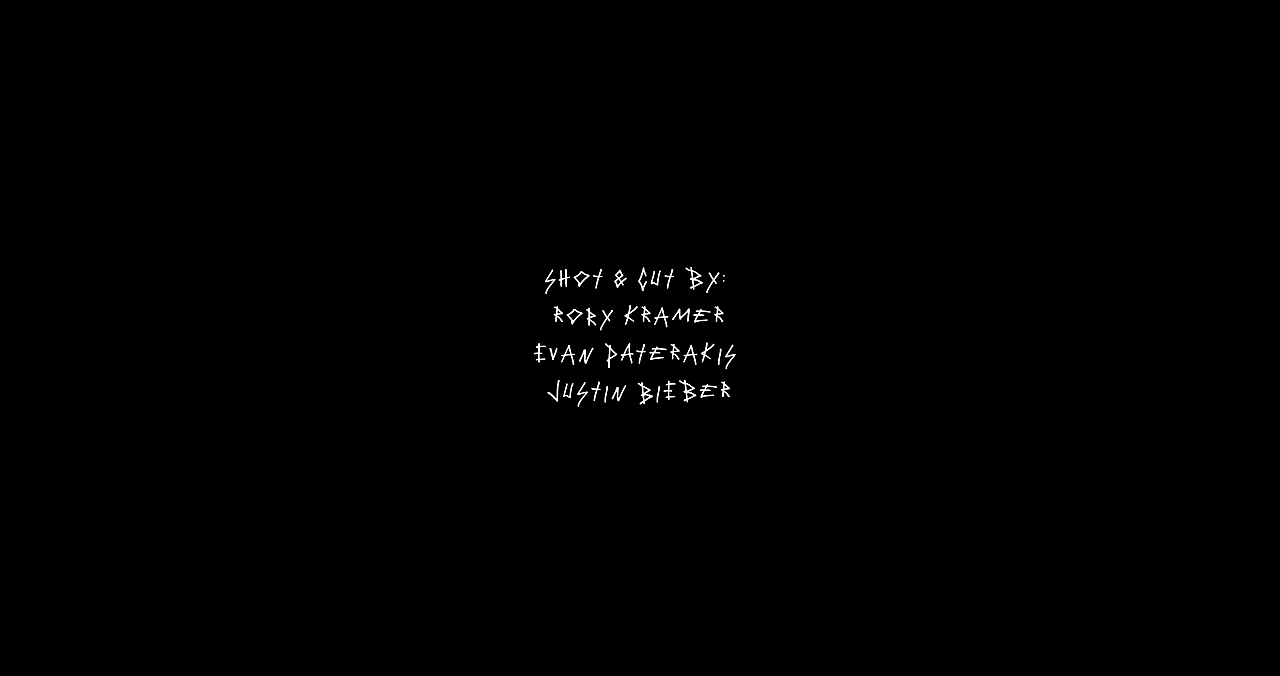 SHOT & CUT BY:
RORY KRAMER
EVAN PATERAKIS
JUSTIN BIEBER